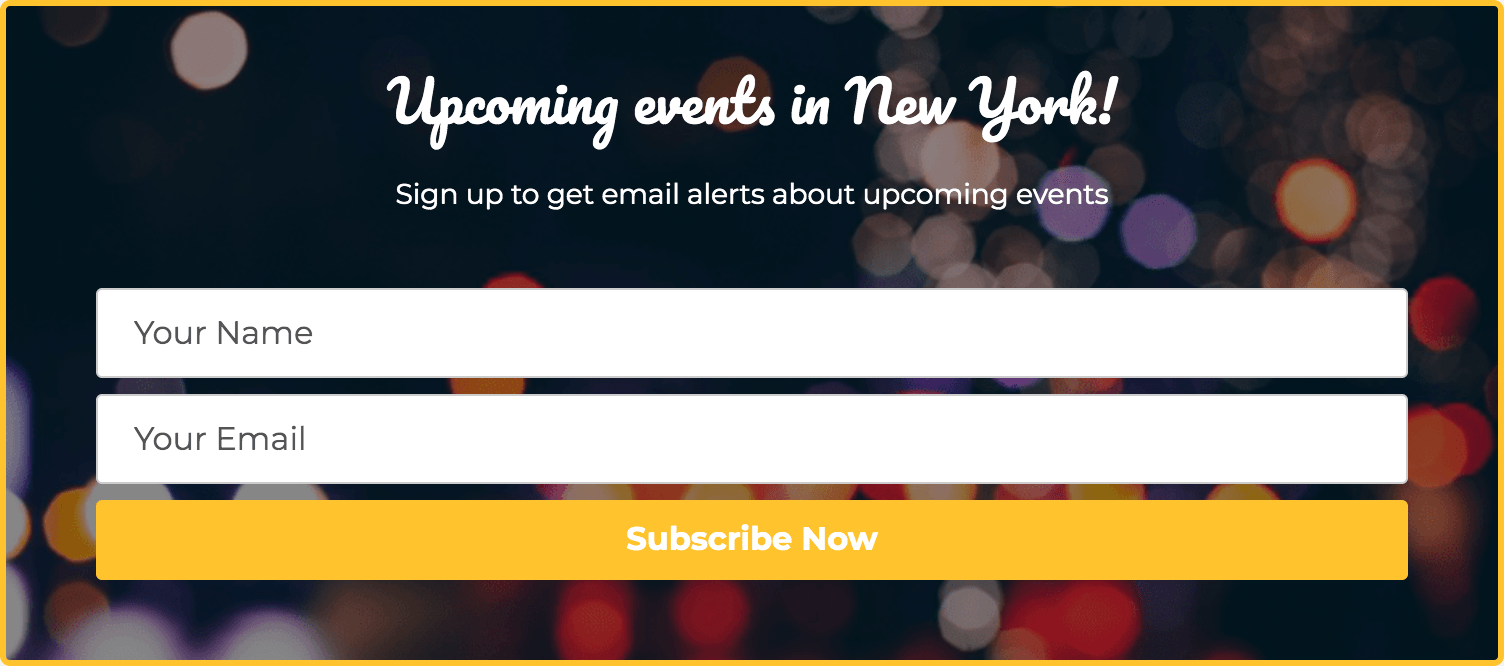 Upcoming events in New York!
Sign up to get email alerts about upcoming events
Your Name
Your Email
Subscribe Now